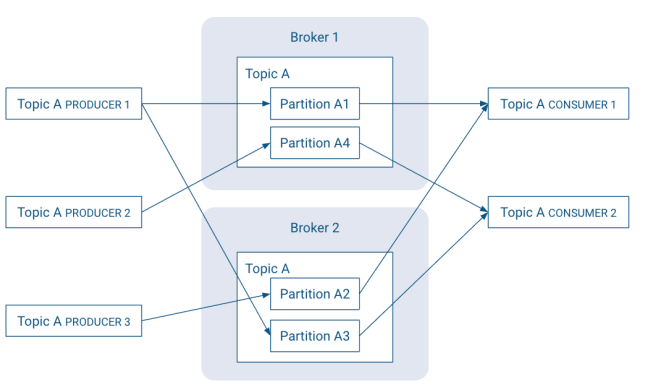 Broker 1
Topic A
Topic A PRODUCER 1
Partition A1
Topic A CONSUMER 1
Partition A4
Topic A PRODUCER 2
Topic A CONSUMER 2
Broker 2
Topic A
Partition A2
Topic A PRODUCER 3
Partition A3